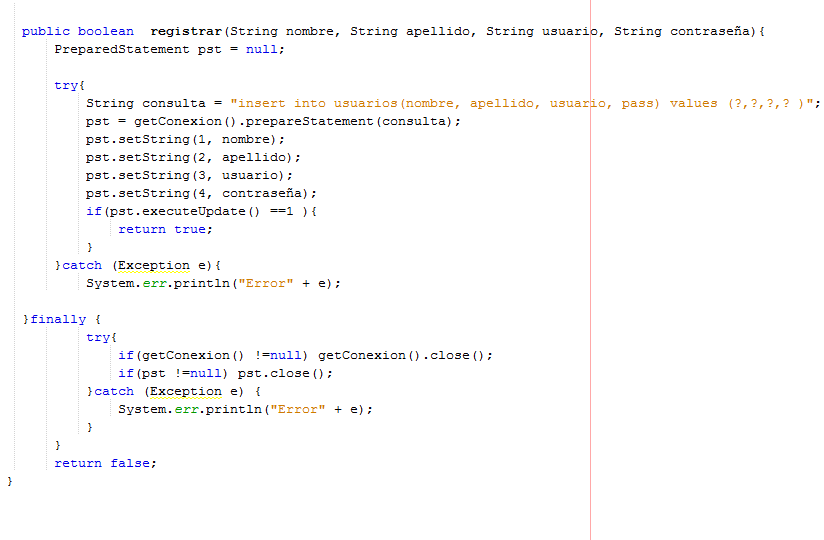 public boolean  registrar(String nombre, String apellido, String usuario, String contraseña){
PreparedStatement pst = null;
try{
String consulta = "insert into usuarios(nombre, apellido, usuario, pass) values (?,?,?,? )";
pst = getConexion().prepareStatement(consulta);
pst.setString(1, nombre);
pst.setString(2, apellido);
pst.setString(3, usuario);
pst.setString(4, contraseña);
if(pst.executeUpdate() ==1 ){
return true;
}
}catch (Exception e){
System.err.println("Error" + e);
}finally {
try{
if(getConexion() !=null) getConexion().close();
if(pst !=null) pst.close();
}catch (Exception e) {
System.err.println("Error" + e);
}
}
return false;
}